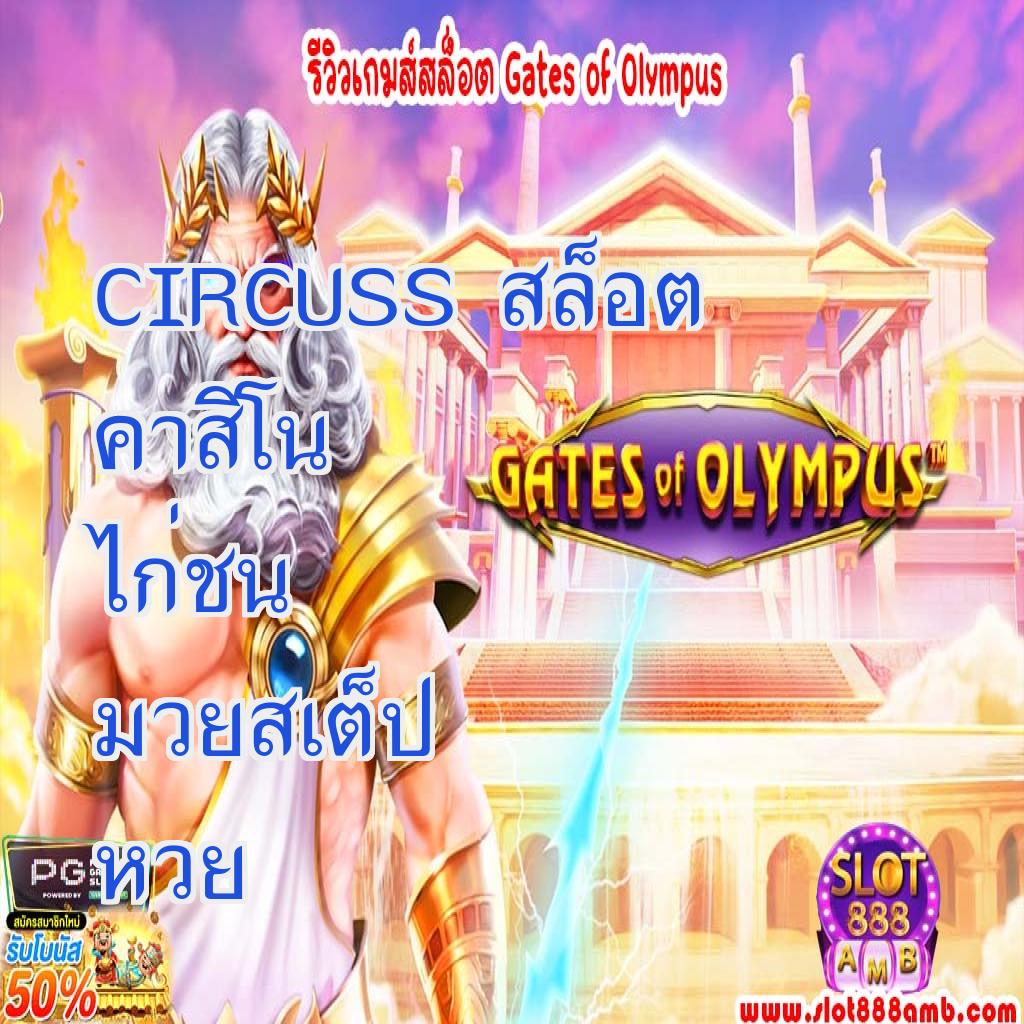 รีวิวเกมส์สล็อต Gates of Olympus
CIRCUSS สล็อต
คาสิโน
ไก่ชน
มวยสเต็ป
หวย
GATES of OLYMPUS™
PG
POWERED BY
สมัครสมาชิกใหม่
รับโบนัส
50%
SLOT
888
AMB
www.slot888amb.com